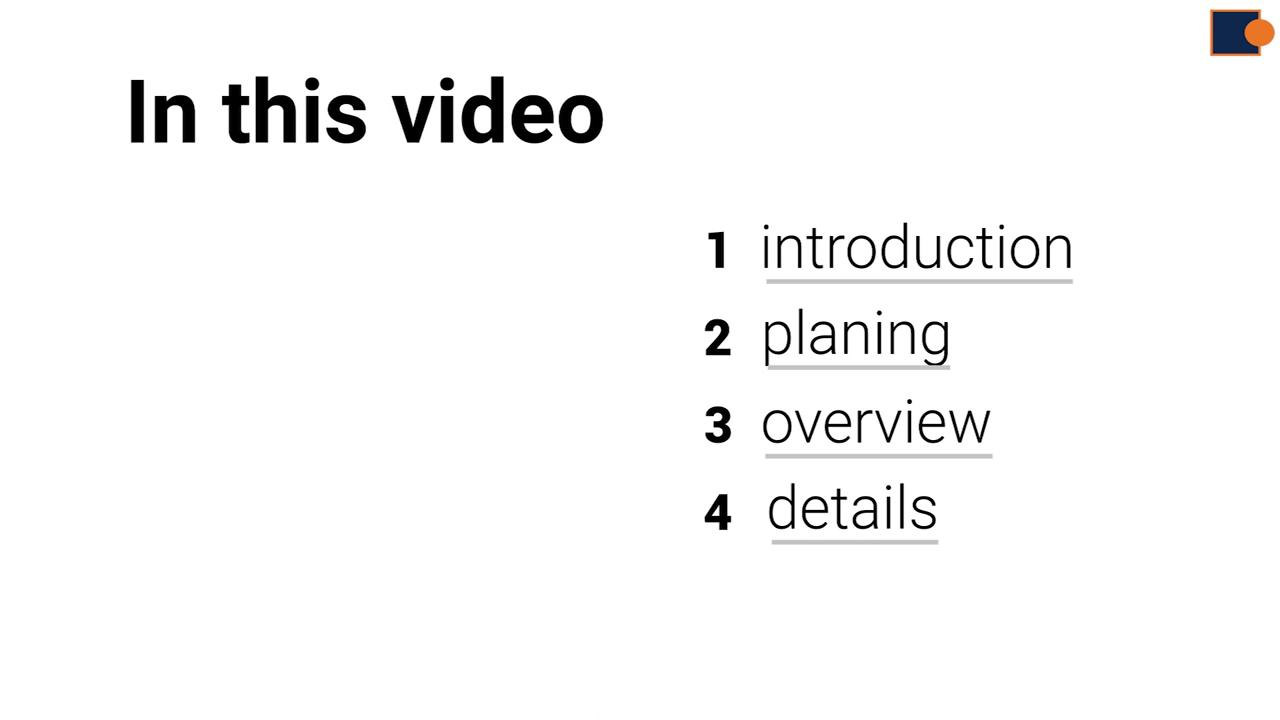 In this video
1 introduction
2 planing
3 overview
4 details